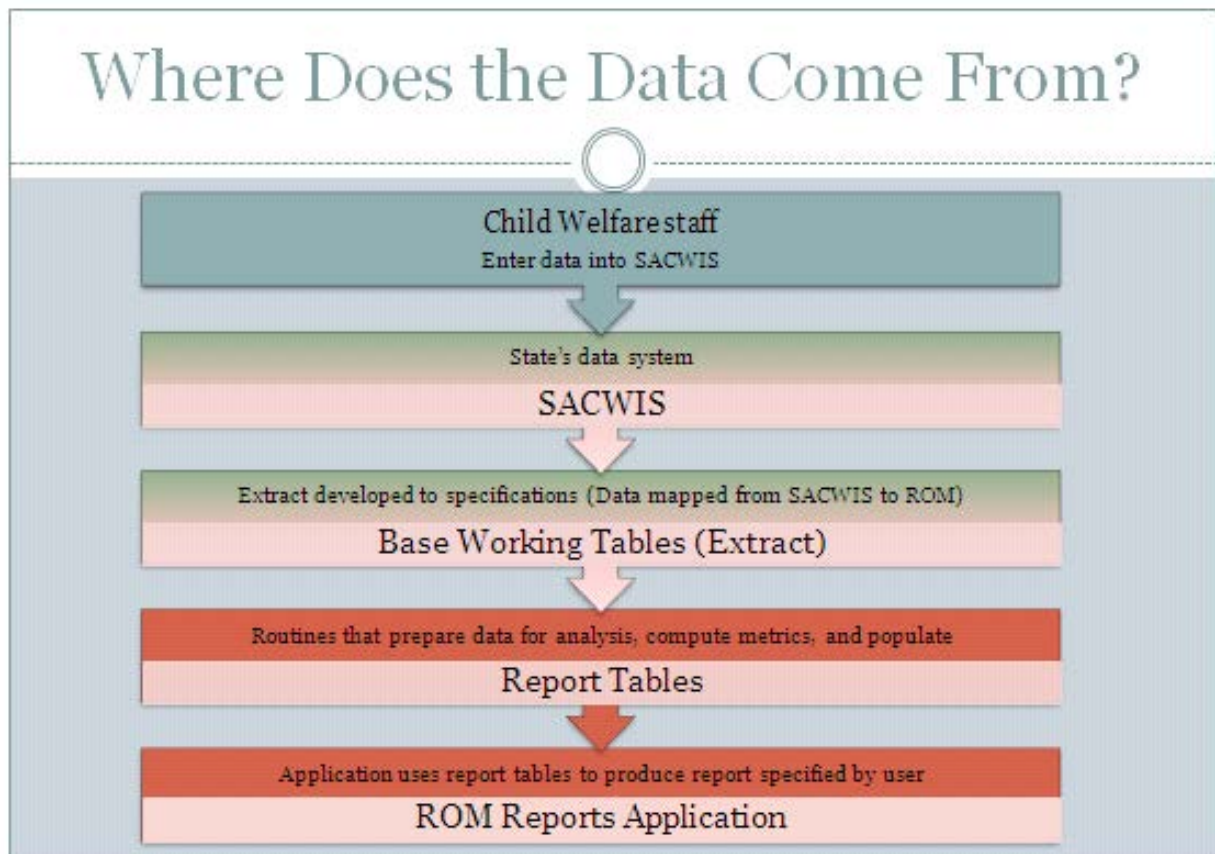 Where Does the Data Come From?
Child Welfare staff
Enter data into SACWIS
State's data system
SACWIS
Extract developed to specifications (Data mapped from SACWIS to ROM)
Base Working Tables (Extract)
Routines that prepare data for analysis, compute metrics, and populate
Report Tables
Application uses report tables to produce report specified by user
ROM Reports Application